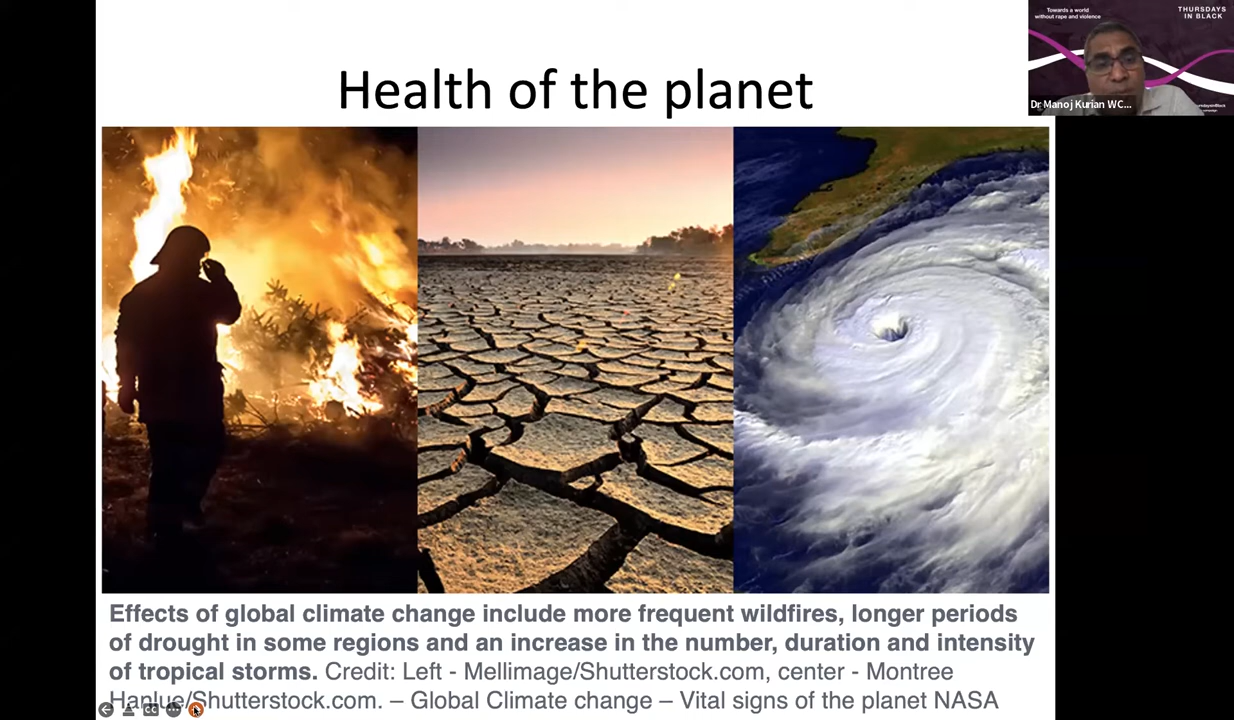 Towards a world
without rape and violence
THURSDAYS
IN BLACK
Dr Manoj Kurian WC...
Health of the planet
Effects of global climate change include more frequent wildfires, longer periods
of drought in some regions and an increase in the number, duration and intensity
of tropical storms. Credit: Left - Mellimage/Shutterstock.com, center - Montree
Hanlue/Shutterstock.com. – Global Climate change – Vital signs of the planet NASA
CC